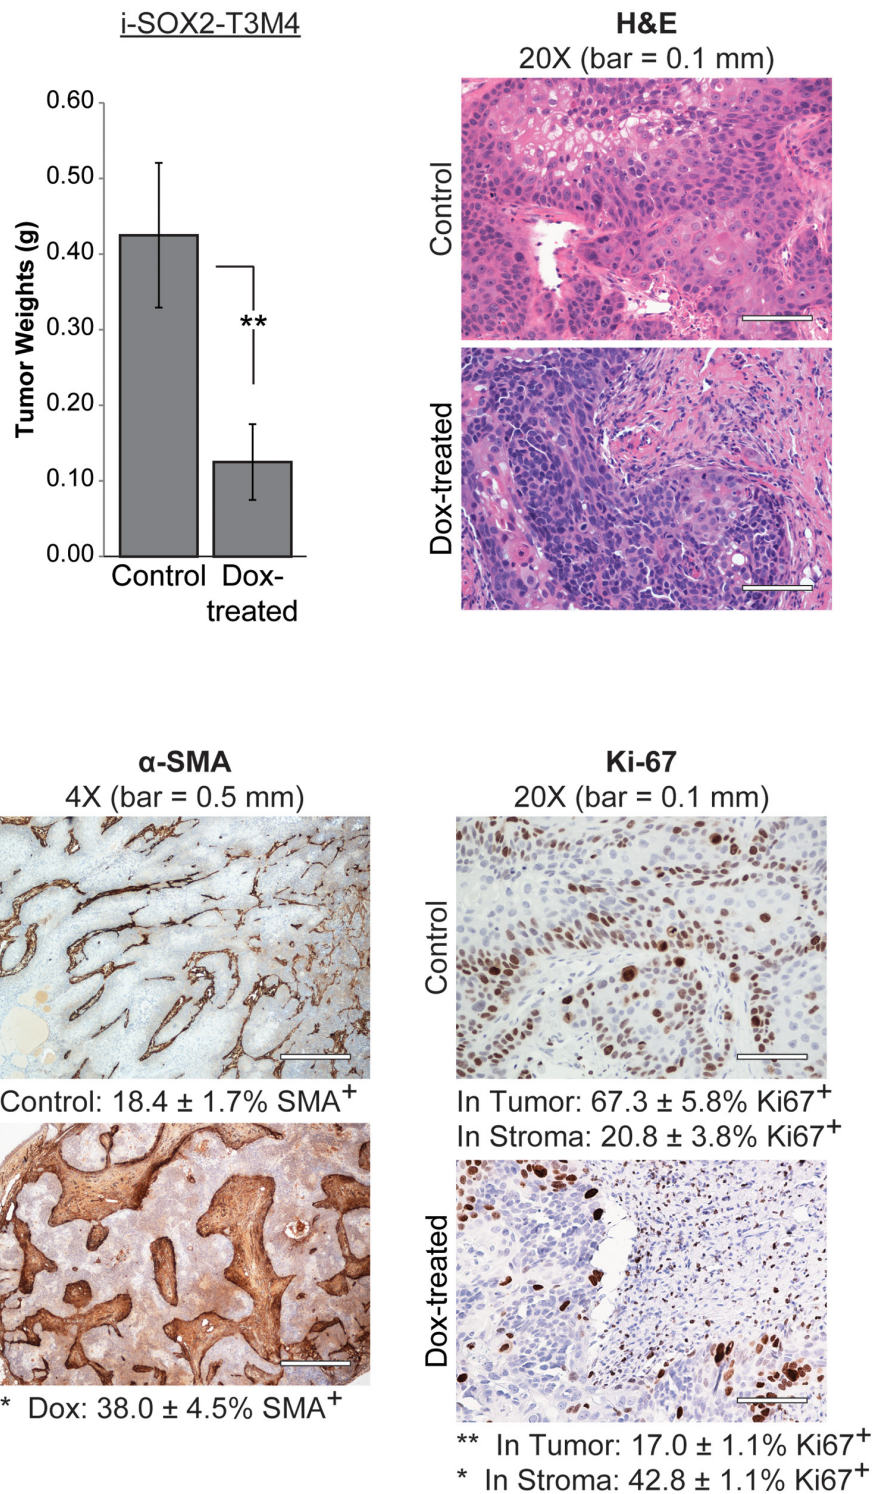 i-SOX2-T3M4
0.60
0.50
0.40
0.30
0.20
0.10
0.00
Tumor Weights (g)
**
Control
Dox-
treated
H&E
20X (bar = 0.1 mm)
Control
Dox-treated
α-SMA
4X (bar = 0.5 mm)
Control: 18.4 ± 1.7% SMA+
* Dox: 38.0 ± 4.5% SMA+
Ki-67
20X (bar = 0.1 mm)
Control
In Tumor: 67.3 ± 5.8% Ki67+
In Stroma: 20.8 ± 3.8% Ki67+
Dox-treated
** In Tumor: 17.0 ± 1.1% Ki67+
* In Stroma: 42.8 ± 1.1% Ki67+